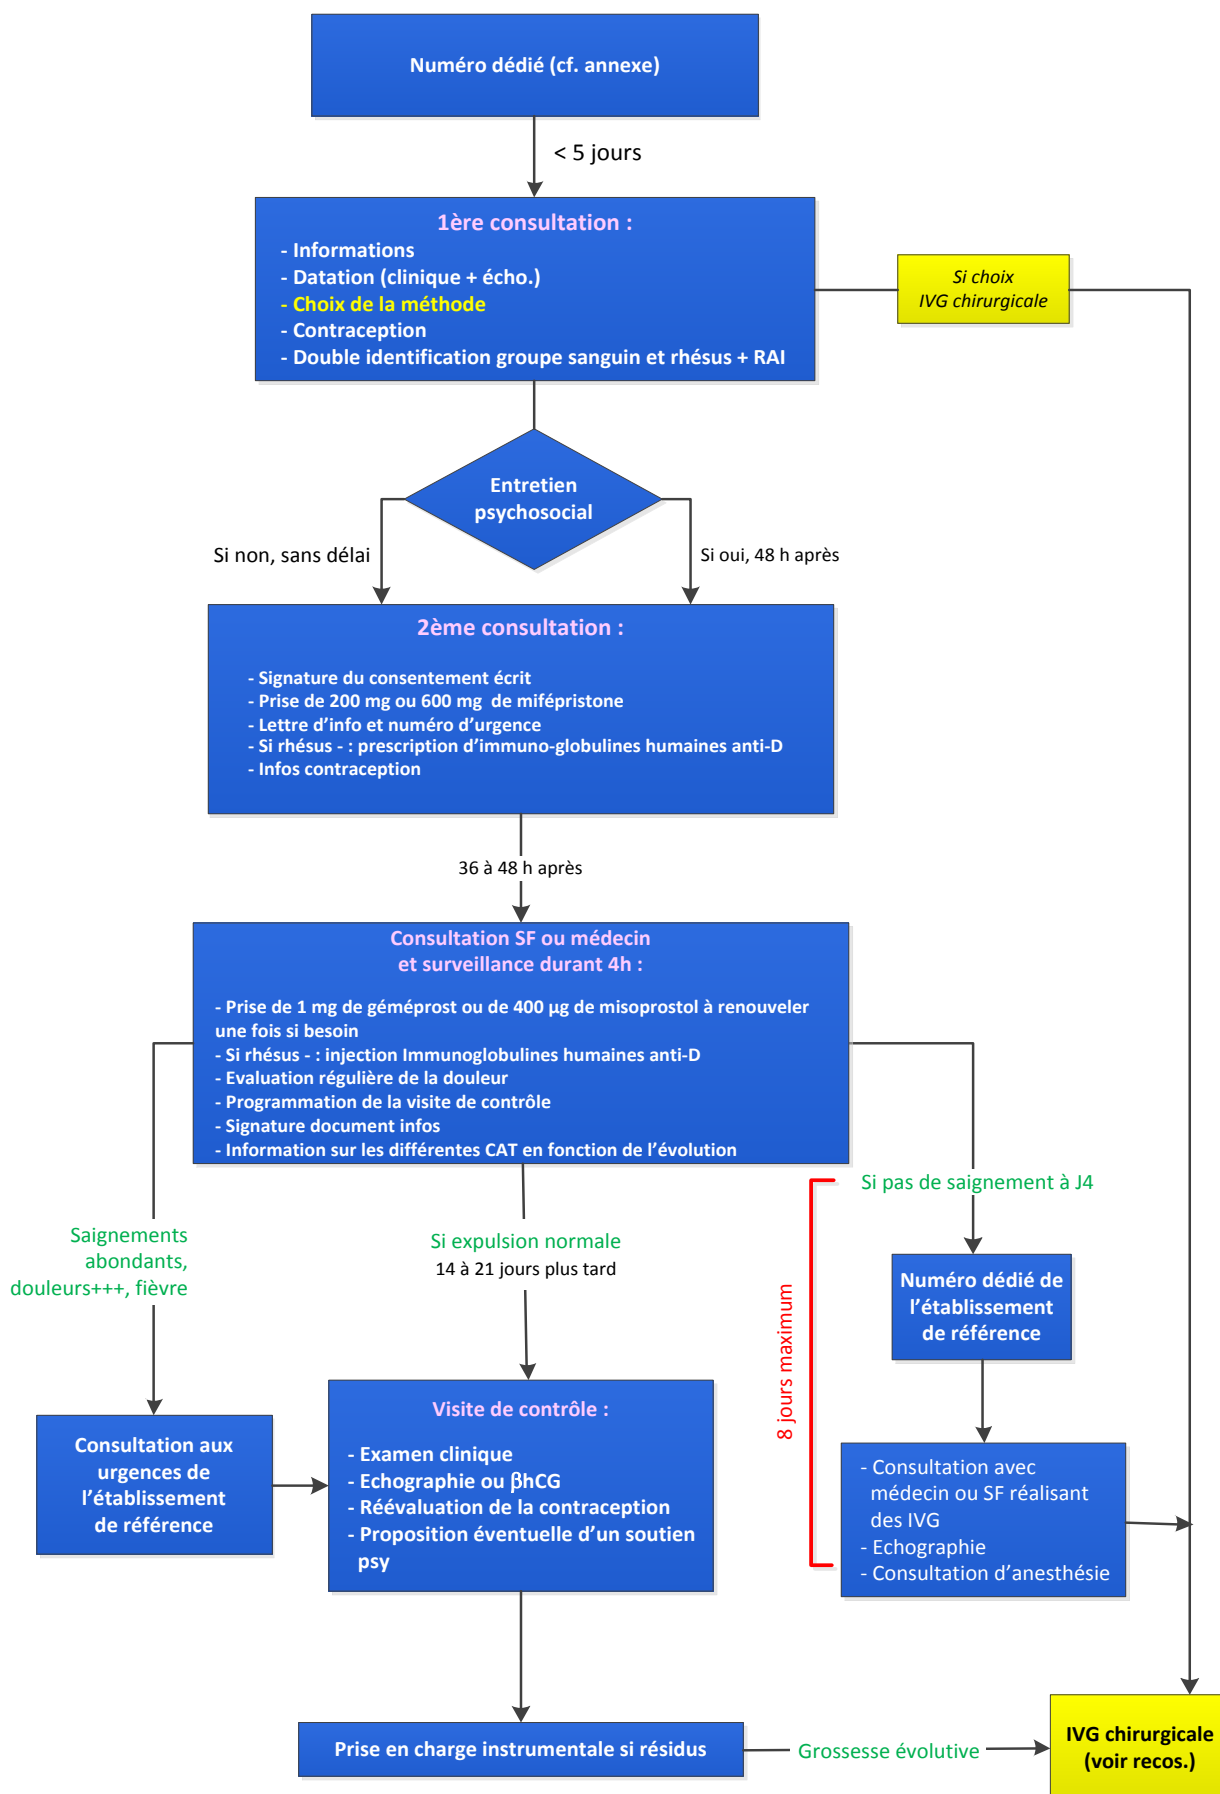 Numéro dédié (cf. annexe)
< 5 jours
1ère consultation :
- Informations
- Datation (clinique + écho.)
- Choix de la méthode
- Contraception
- Double identification groupe sanguin et rhésus + RAI
Si choix
IVG chirurgicale
Entretien
psychosocial
Si non, sans délai
Si oui, 48 h après
2ème consultation :
- Signature du consentement écrit
- Prise de 200 mg ou 600 mg  de mifépristone
- Lettre d'info et numéro d'urgence
- Si rhésus - : prescription d'immuno-globulines humaines anti-D
- Infos contraception
36 à 48 h après
Consultation SF ou médecin
et surveillance durant 4h :
- Prise de 1 mg de géméprost ou de 400 µg de misoprostol à renouveler
une fois si besoin
- Si rhésus - : injection Immunoglobulines humaines anti-D
- Evaluation régulière de la douleur
- Programmation de la visite de contrôle
- Signature document infos
- Information sur les différentes CAT en fonction de l'évolution
Saignements
abondants,
douleurs+++, fièvre
Si expulsion normale
14 à 21 jours plus tard
Si pas de saignement à J4
8 jours maximum
Numéro dédié de
l'établissement
de référence
Consultation aux
urgences de
l'établissement
de référence
Visite de contrôle :
- Examen clinique
- Echographie ou βhCG
- Réévaluation de la contraception
- Proposition éventuelle d'un soutien
psy
- Consultation avec
médecin ou SF réalisant
des IVG
- Echographie
- Consultation d'anesthésie
Prise en charge instrumentale si résidus
Grossesse évolutive
IVG chirurgicale
(voir recos.)